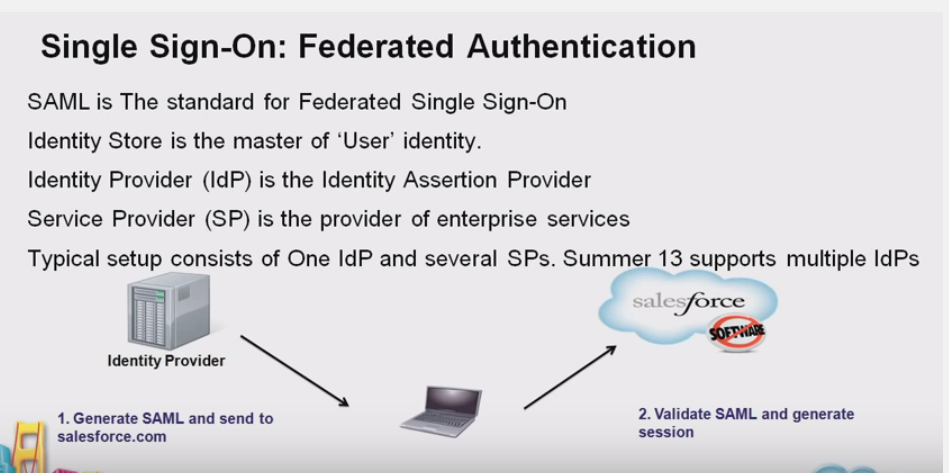 Single Sign-On: Federated Authentication
SAML is The standard for Federated Single Sign-On
Identity Store is the master of ‘User’ identity.
Identity Provider (IdP) is the Identity Assertion Provider
Service Provider (SP) is the provider of enterprise services
Typical setup consists of One IdP and several SPs. Summer 13 supports multiple IdPs
salesforce
SOFTWARE
Identity Provider
1. Generate SAML and send to
salesforce.com
2. Validate SAML and generate
session